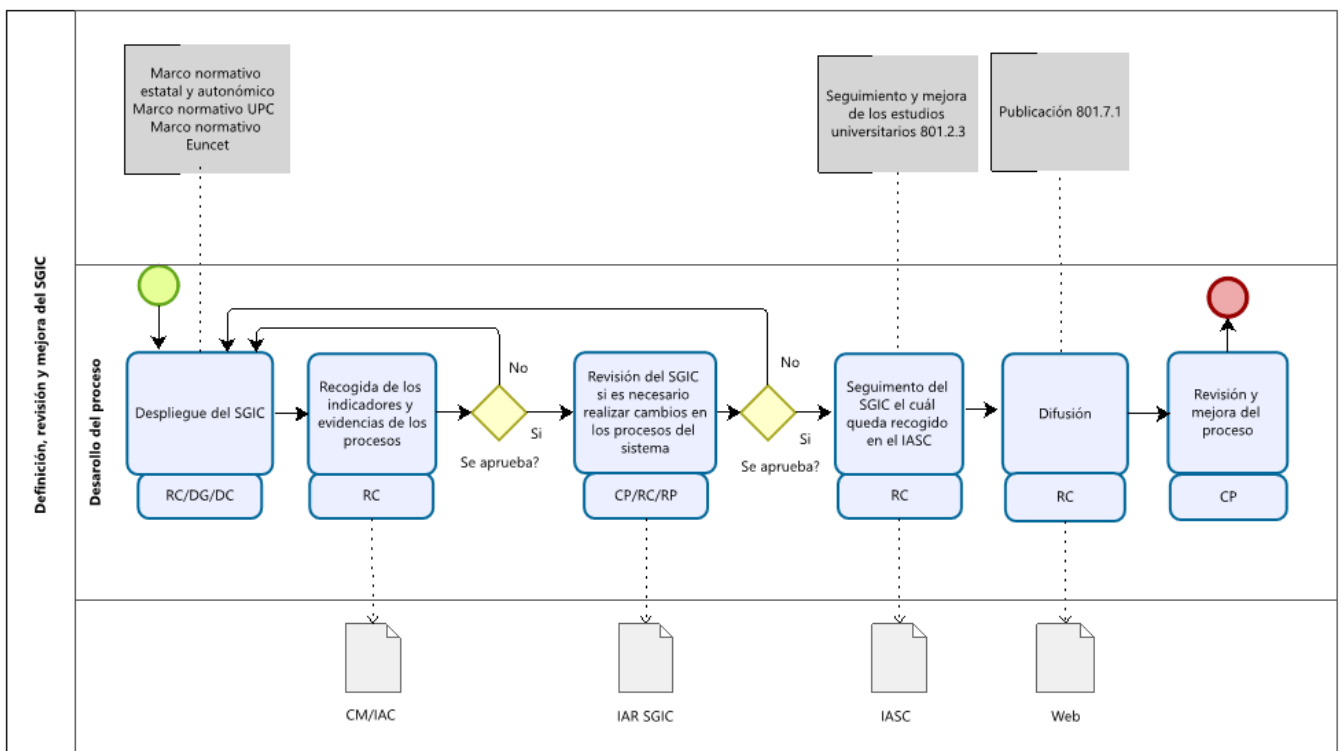 Definición, revisión y mejora del SGIC
Desarollo del proceso
Marco normativo
estatal y autonómico
Marco normativo UPC
Marco normativo
Euncet
Seguimiento y mejora
de los estudios
universitarios 801.2.3
Publicación 801.7.1
Despliegue del SGIC
RC/DG/DC
Recogida de los
indicadores y
evidencias de los
procesos
RC
No
Si
Se aprueba?
Revisión del SGIC
si es necesario
realizar cambios en
los procesos del
sistema
CP/RC/RP
No
Si
Se aprueba?
Seguimento del
SGIC el cuál
queda recogido
en el IASC
RC
Difusión
RC
Revisión y
mejora del
proceso
CP
CM/IAC
IAR SGIC
IASC
Web